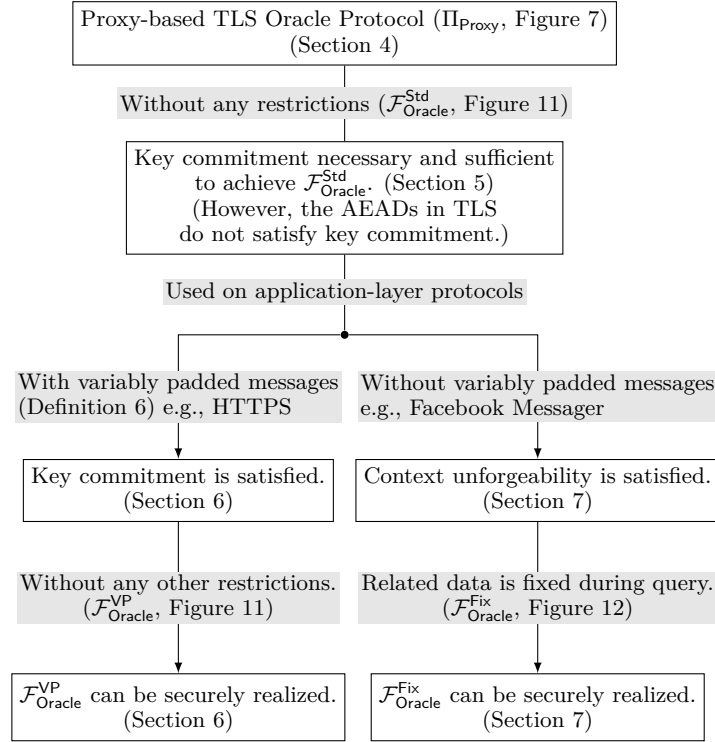 Proxy-based TLS Oracle Protocol (Π_Proxy, Figure 7)
(Section 4)
Without any restrictions (ℱ^Std_Oracle, Figure 11)
Key commitment necessary and sufficient
to achieve ℱ^Std_Oracle. (Section 5)
(However, the AEADs in TLS
do not satisfy key commitment.)
Used on application-layer protocols
With variably padded messages
(Definition 6) e.g., HTTPS
Without variably padded messages
e.g., Facebook Messager
Key commitment is satisfied.
(Section 6)
Context unforgeability is satisfied.
(Section 7)
Without any other restrictions.
(ℱ^VP_Oracle, Figure 11)
Related data is fixed during query.
(ℱ^Fix_Oracle, Figure 12)
ℱ^VP_Oracle can be securely realized.
(Section 6)
ℱ^Fix_Oracle can be securely realized.
(Section 7)